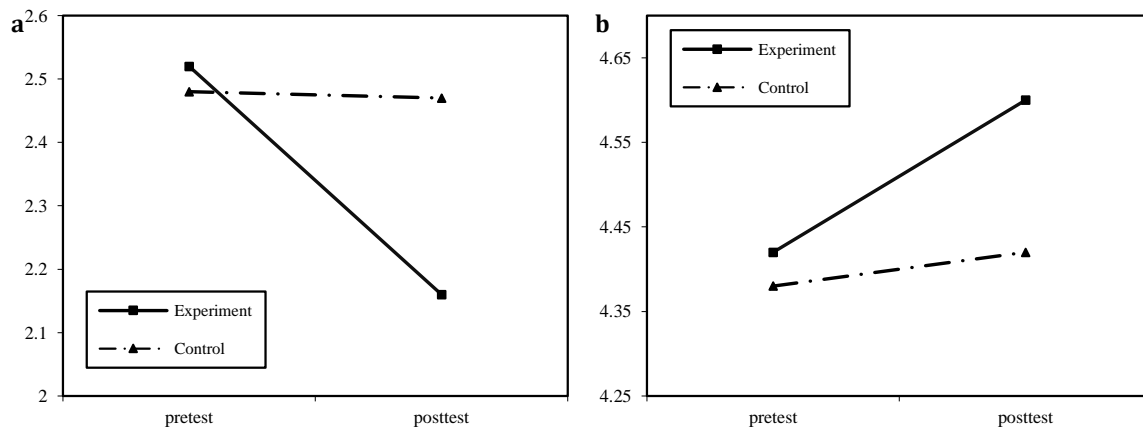 a
2.6
2.5
2.4
2.3
2.2
2.1
2
Experiment
Control
pretest posttest
b
4.65
4.55
4.45
4.35
4.25
Experiment
Control
pretest posttest